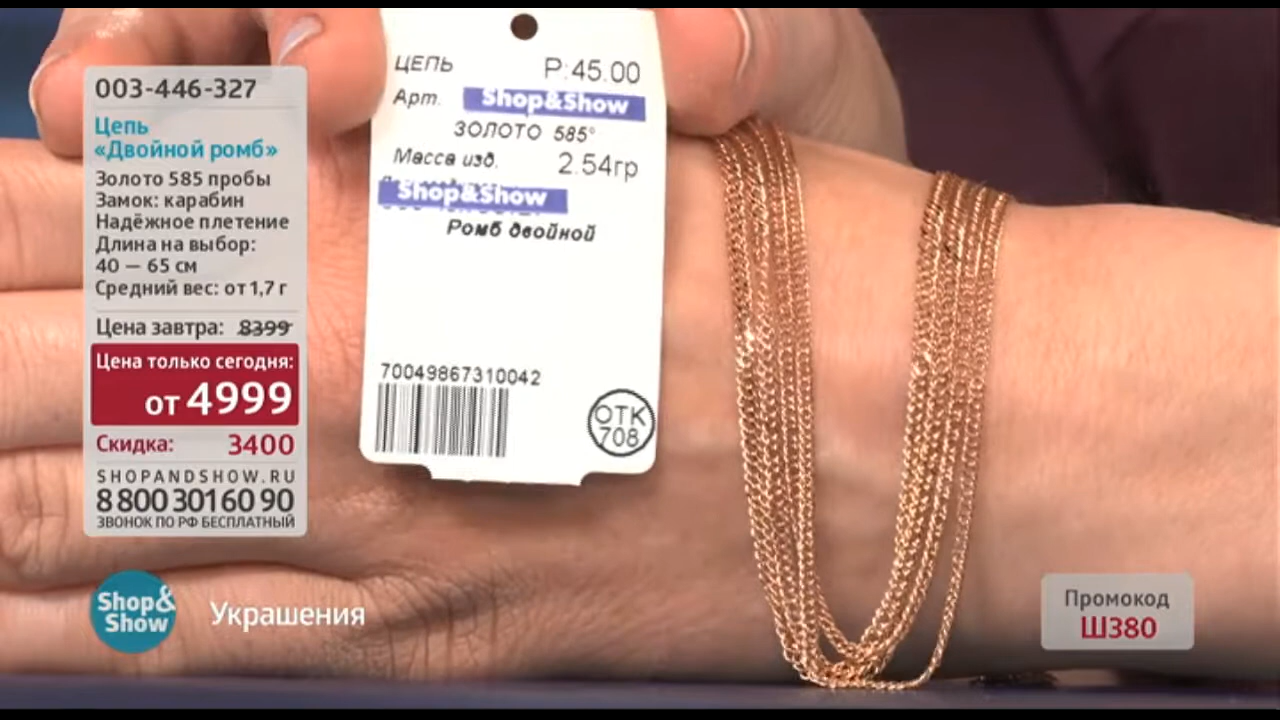 003-446-327
Цепь
«Двойной ромб»
Золото 585 пробы
Замок: карабин
Надёжное плетение
Длина на выбор:
40 — 65 см
Средний вес: от 1,7 г
Цена завтра: 8399
Цена только сегодня:
от 4999
Скидка: 3400
SHOPANDSHOW.RU
8 800 301 60 90
ЗВОНОК ПО РФ БЕСПЛАТНЫЙ
Shop&
Show
Украшения
ЦЕПЬ Р:45.00
Арт. Shop&Show
ЗОЛОТО 585°
Масса изд. 2.54гр
Shop&Show
Ромб двойной
70049867310042
ОТК
708
Промокод
Ш380